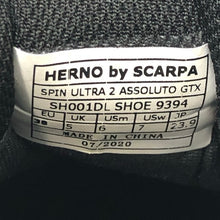 HERNO by SCARPA
SPIN ULTRA 2 ASSOLUTO GTX
SH001DL SHOE 9394
EU UK USm USw JP
38 5 6 7 23.9
MADE IN CHINA
07/2020